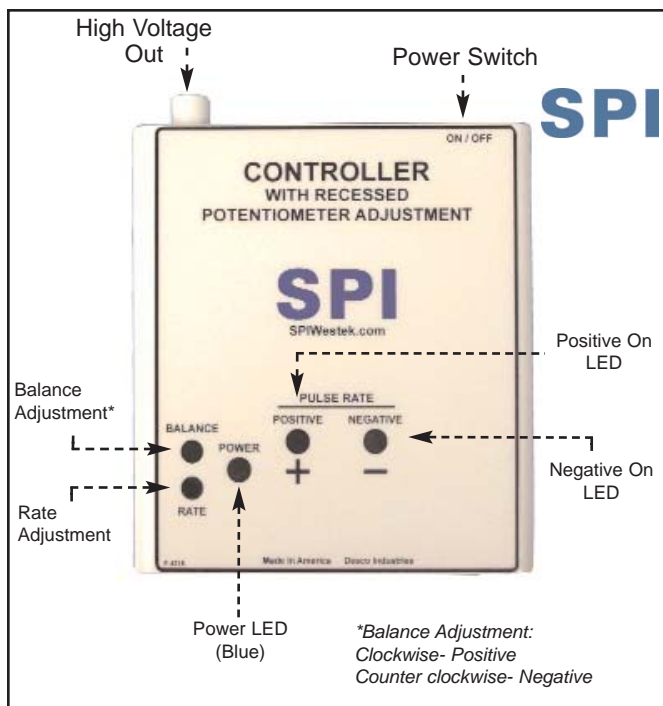 High Voltage
Out
Power Switch
SPI
ON / OFF
CONTROLLER
WITH RECESSED
POTENTIOMETER ADJUSTMENT
SPI
SPIWestek.com
Positive On
LED
PULSE RATE
Balance
Adjustment*
BALANCE
POWER
POSITIVE
NEGATIVE
+
−
Negative On
LED
Rate
Adjustment
RATE
Made In America Desco Industries
Power LED
(Blue)
*Balance Adjustment:
Clockwise- Positive
Counter clockwise- Negative